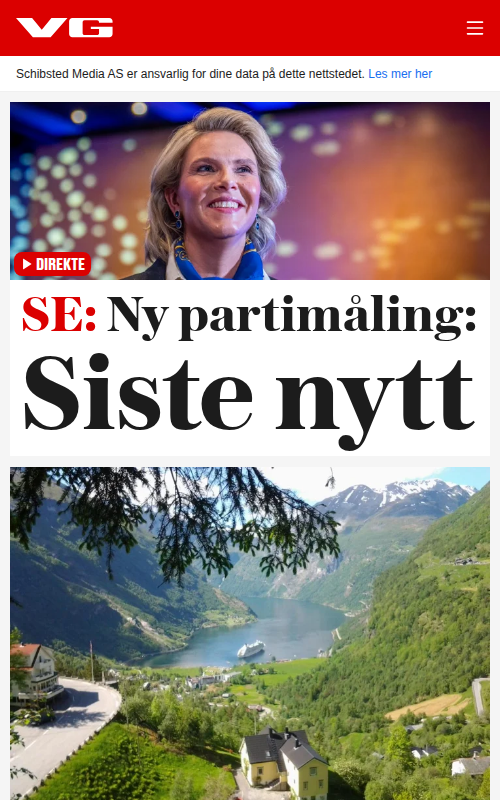 VG
Schibsted Media AS er ansvarlig for dine data på dette nettstedet. Les mer her
DIREKTE
SE: Ny partimåling:
Siste nytt